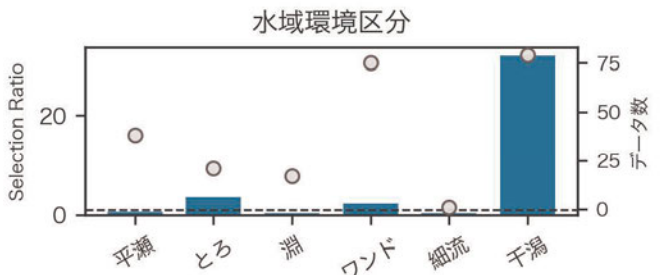 水域環境区分
Selection Ratio
20
0
75
50
25
0
データ数
平瀬
とろ
淵
ワンド
細流
干潟